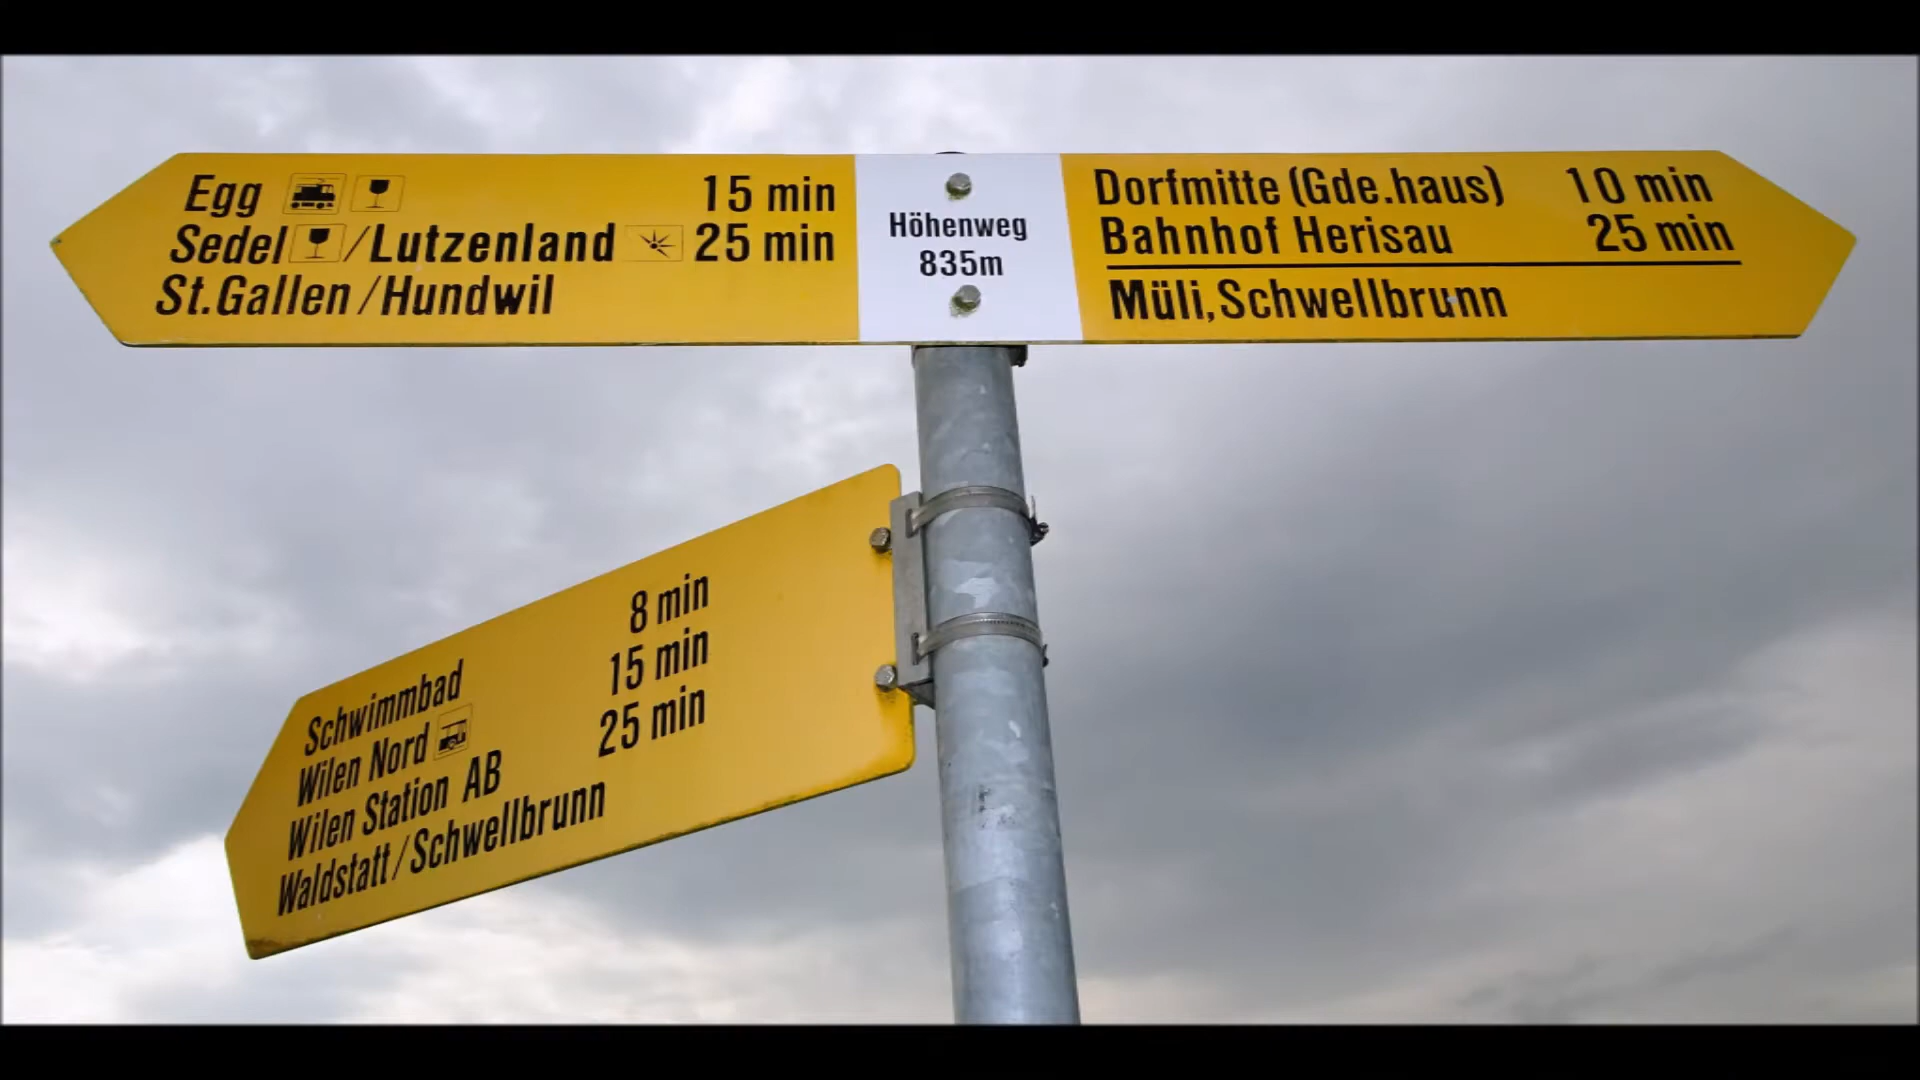 Egg 15 min
Sedel/Lutzenland 25 min
St.Gallen/Hundwil
Höhenweg
835m
Dorfmitte (Gde.haus) 10 min
Bahnhof Herisau 25 min
Müli,Schwellbrunn
Schwimmbad 8 min
Wilen Nord 15 min
Wilen Station AB 25 min
Waldstatt/Schwellbrunn